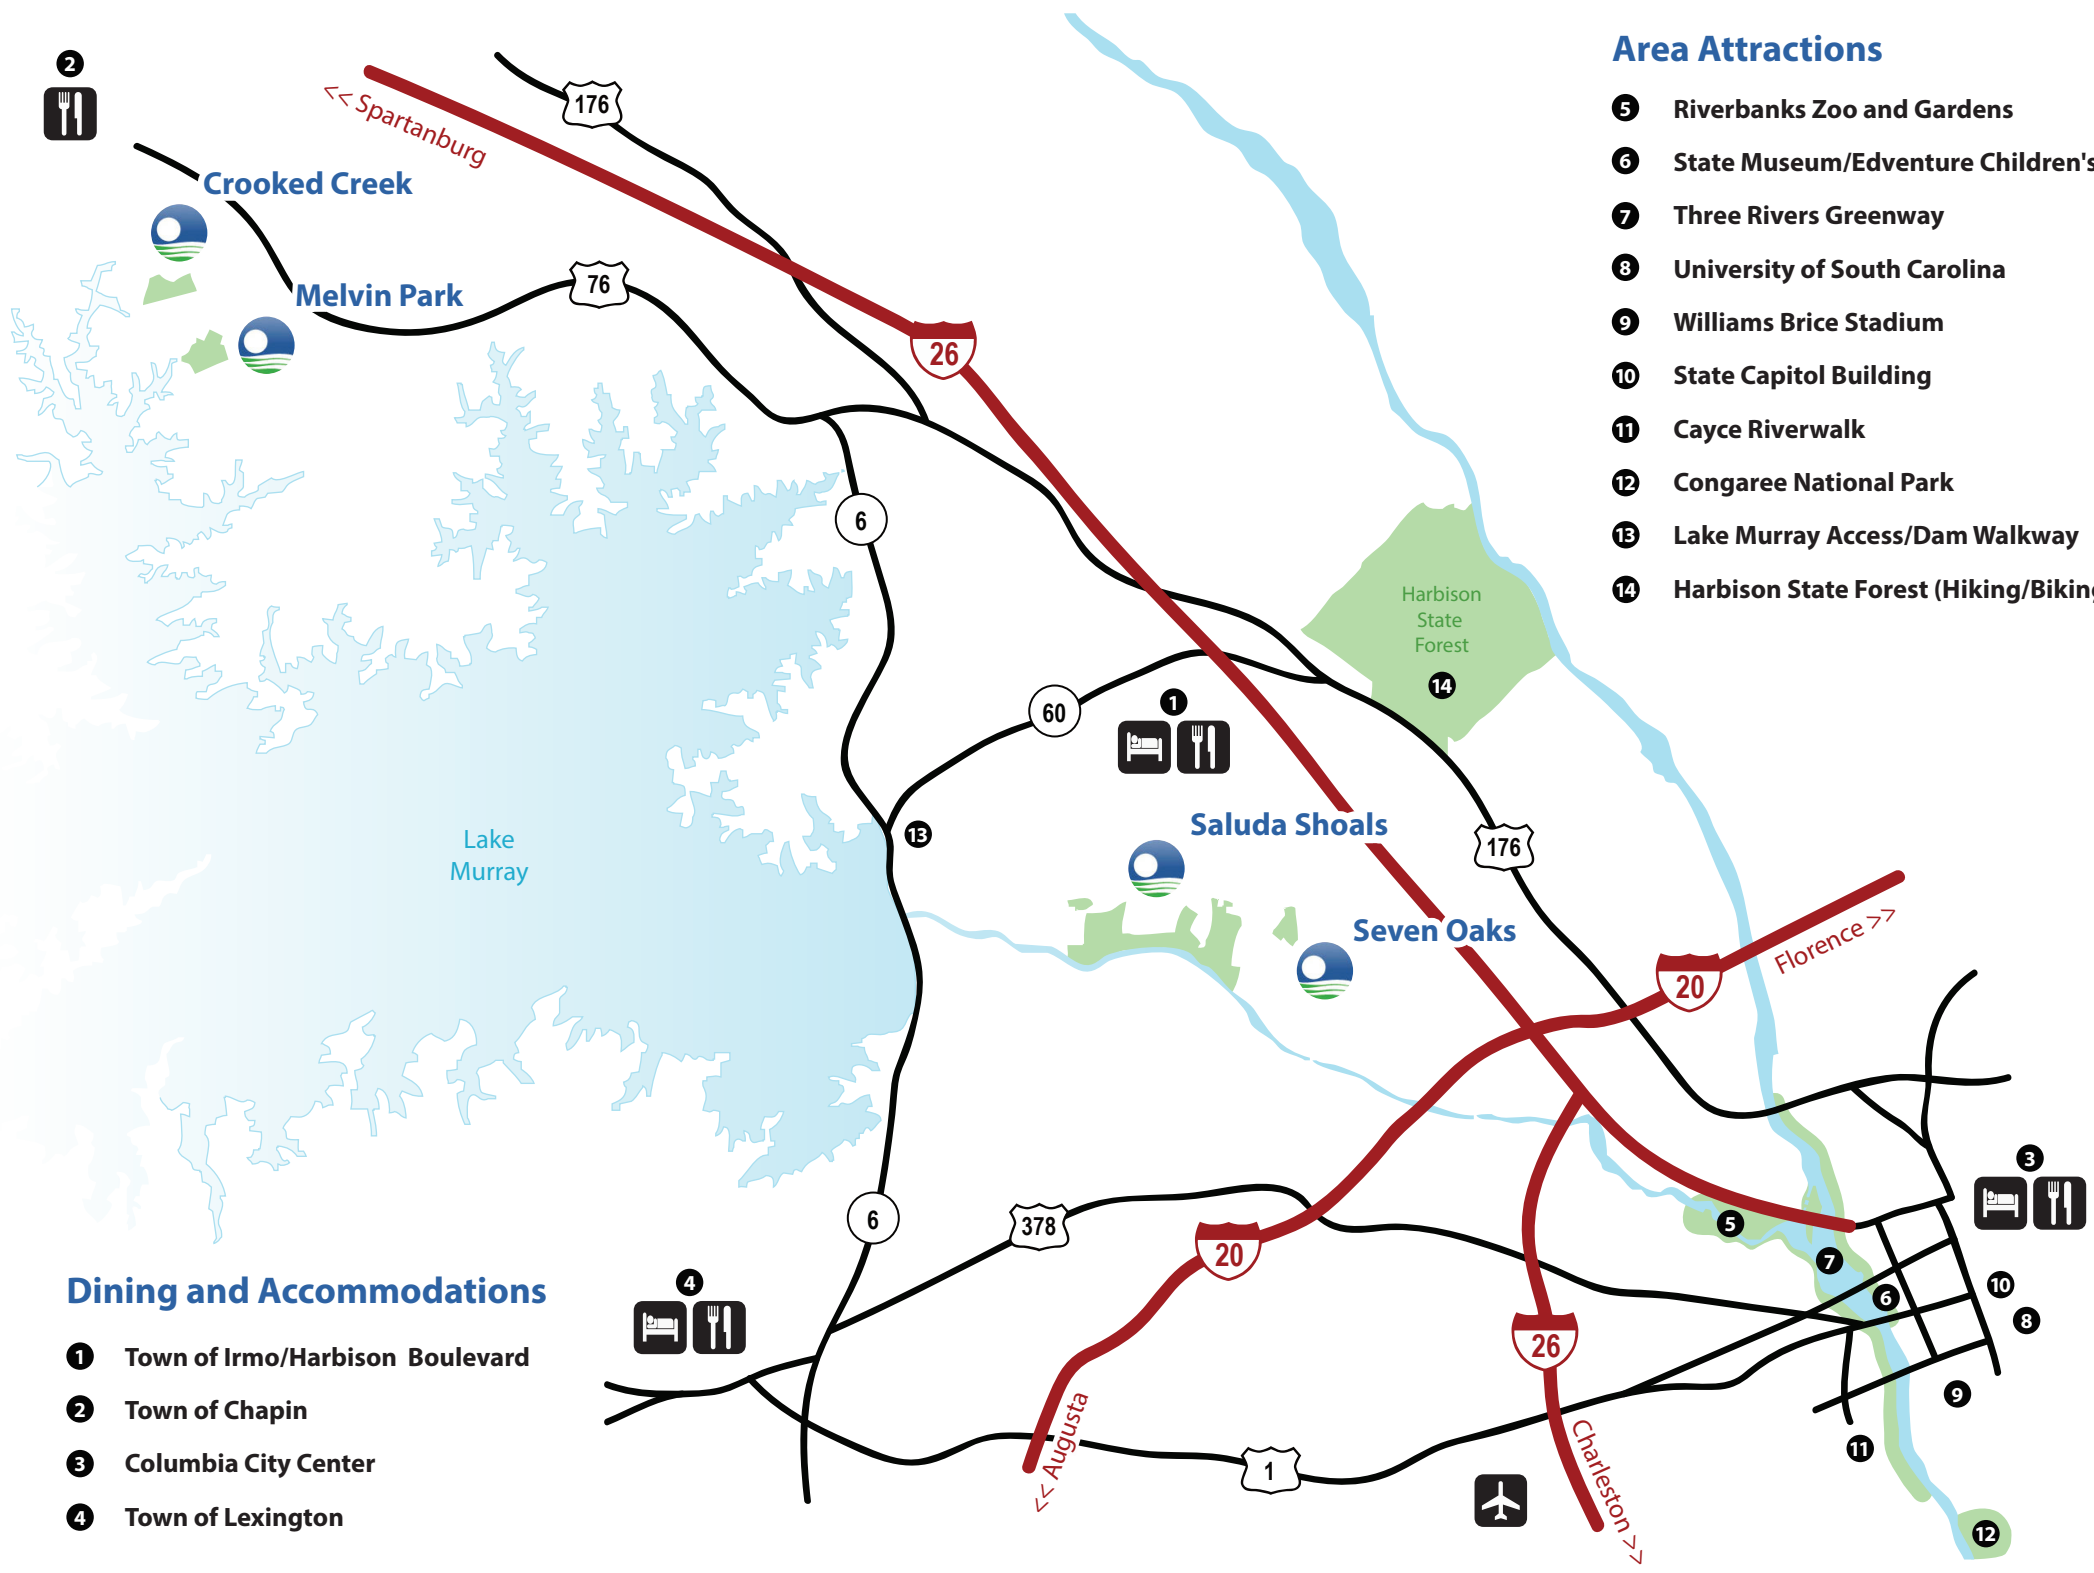 2
<< Spartanburg
176
Crooked Creek
Melvin Park
76
26
6
Harbison
State
Forest
14
60
1
13
Lake
Murray
Saluda Shoals
176
Seven Oaks
20
Florence >>
3
5
7
6
10
8
9
11
12
6
378
20
4
26
1
<< Augusta
Charleston >>
Area Attractions
5 Riverbanks Zoo and Gardens
6 State Museum/Edventure Children's
7 Three Rivers Greenway
8 University of South Carolina
9 Williams Brice Stadium
10 State Capitol Building
11 Cayce Riverwalk
12 Congaree National Park
13 Lake Murray Access/Dam Walkway
14 Harbison State Forest (Hiking/Biking
Dining and Accommodations
1 Town of Irmo/Harbison Boulevard
2 Town of Chapin
3 Columbia City Center
4 Town of Lexington